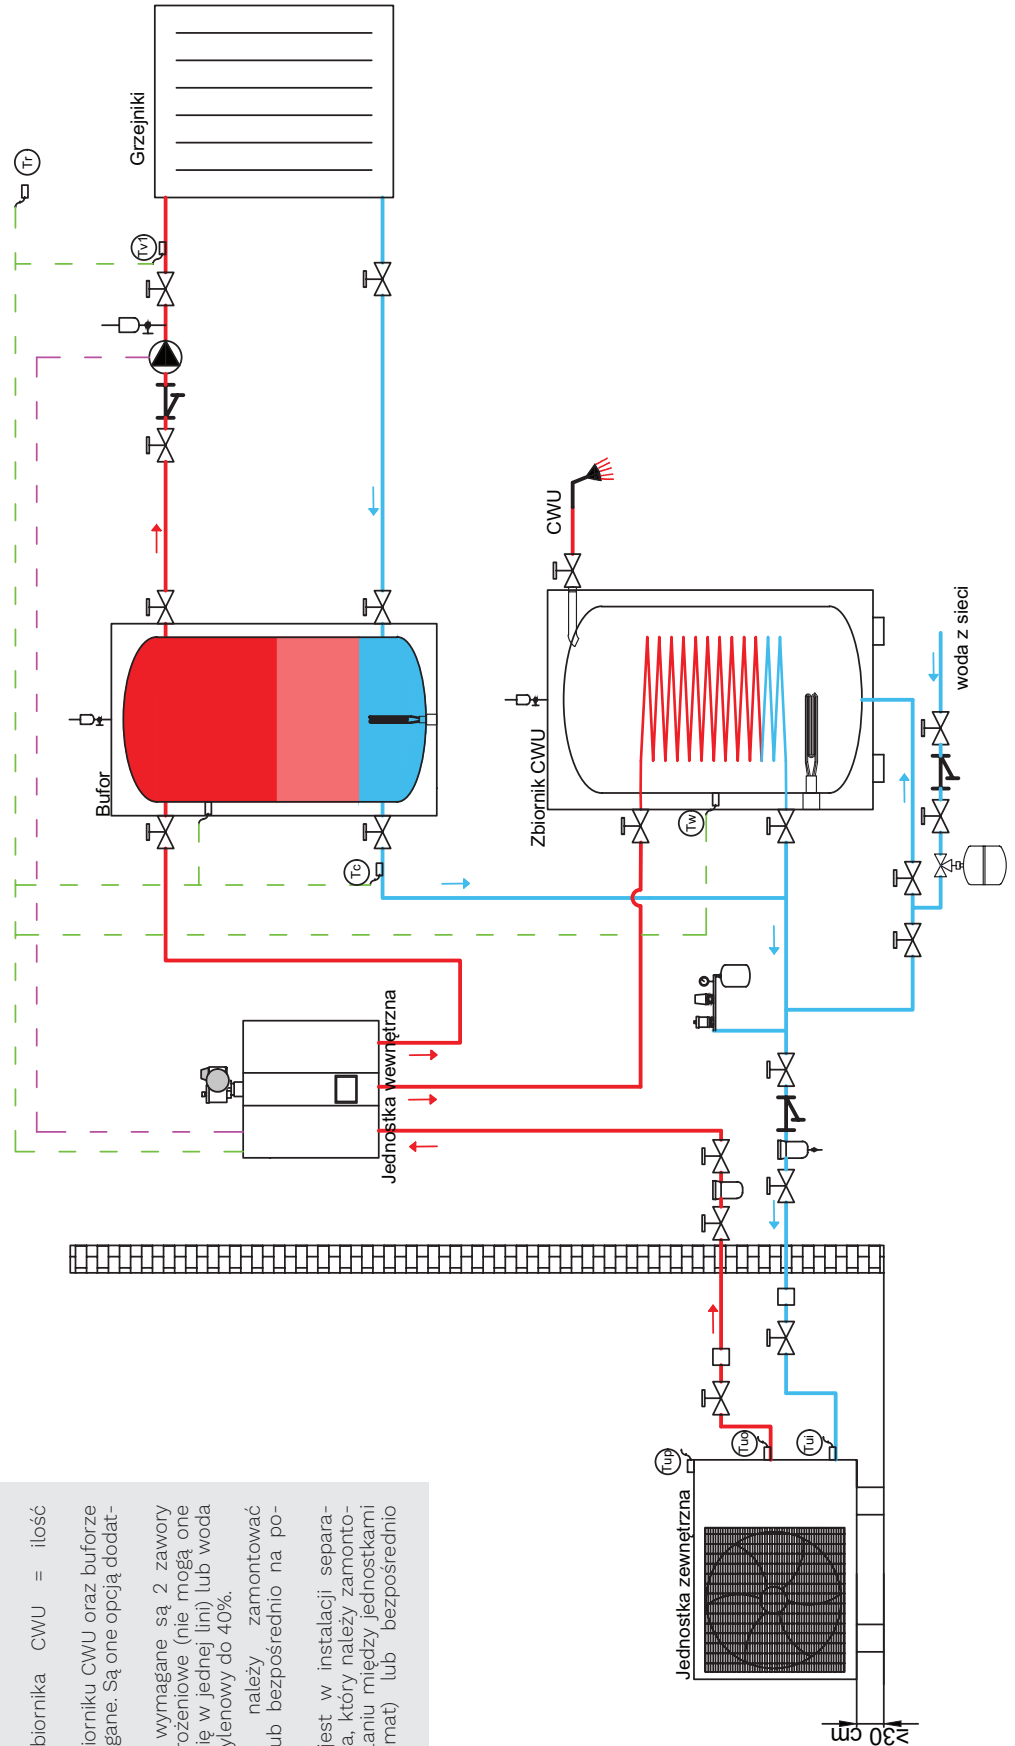 biornika CWU = ilość
iorniku CWU oraz buforze
gane. Są one opcją dodat-
wymagane są 2 zawory
rożeniowe (nie mogą one
ię w jednej lini) lub woda
ylenowy do 40%.
należy zamontować
ub bezpośrednio na po-
jest w instalacji separa-
a, który należy zamonto-
laniu między jednostkami
mat) lub bezpośrednio
Grzejniki
Tr
Tv1
Bufor
Tc
CWU
Zbiornik CWU
Tw
woda z sieci
Jednostka wewnętrzna
Jednostka zewnętrzna
Tup
Tuo
Tui
≥30 cm